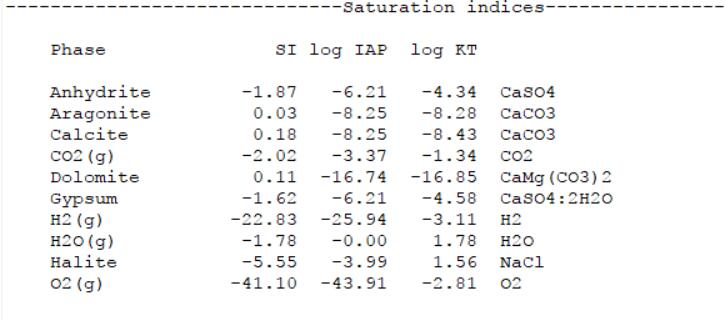 ------------------------------Saturation indices----------------
Phase SI log IAP log KT
Anhydrite -1.87 -6.21 -4.34 CaSO4
Aragonite 0.03 -8.25 -8.28 CaCO3
Calcite 0.18 -8.25 -8.43 CaCO3
CO2(g) -2.02 -3.37 -1.34 CO2
Dolomite 0.11 -16.74 -16.85 CaMg(CO3)2
Gypsum -1.62 -6.21 -4.58 CaSO4:2H2O
H2(g) -22.83 -25.94 -3.11 H2
H2O(g) -1.78 -0.00 1.78 H2O
Halite -5.55 -3.99 1.56 NaCl
O2(g) -41.10 -43.91 -2.81 O2